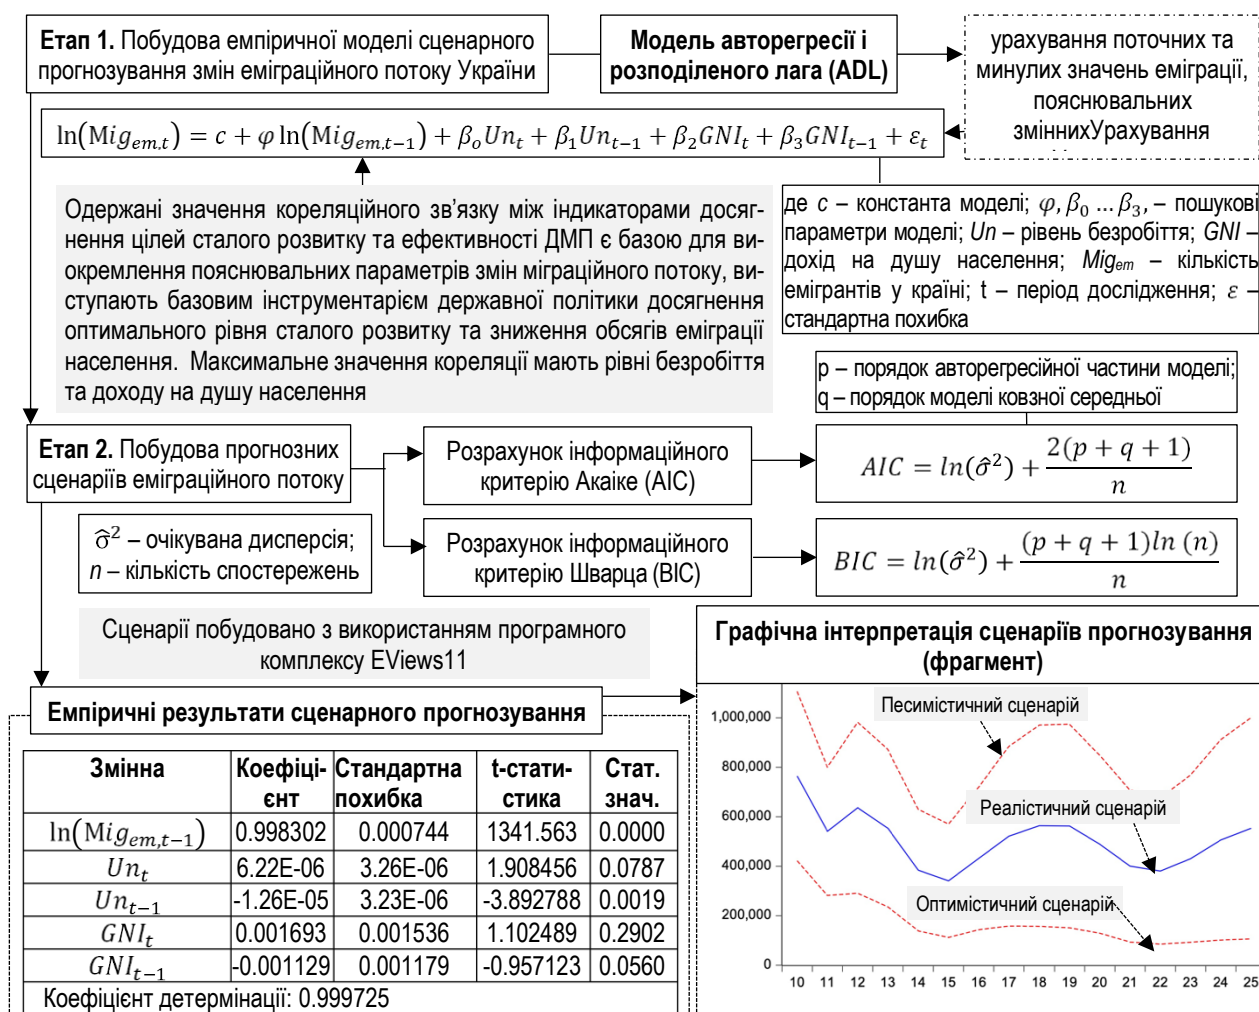 Етап 1. Побудова емпіричної моделі сценарного
прогнозування змін еміграційного потоку України
Модель авторегресії і
розподіленого лага (ADL)
урахування поточних та
минулих значень еміграції,
пояснювальних
зміннихУрахування
ln(Mig_{em,t}) = c + φ ln(Mig_{em,t−1}) + β_o Un_t + β_1 Un_{t−1} + β_2 GNI_t + β_3 GNI_{t−1} + ε_t
Одержані значення кореляційного зв’язку між індикаторами досяг-
нення цілей сталого розвитку та ефективності ДМП є базою для ви-
окремлення пояснювальних параметрів змін міграційного потоку, ви-
ступають базовим інструментарієм державної політики досягнення
оптимального рівня сталого розвитку та зниження обсягів еміграції
населення. Максимальне значення кореляції мають рівні безробіття
та доходу на душу населення
де c – константа моделі; φ, β_0 … β_3, – пошукові
параметри моделі; Un – рівень безробіття; GNI –
дохід на душу населення; Mig_em – кількість
емігрантів у країні; t – період дослідження; ε –
стандартна похибка
p – порядок авторегресійної частини моделі;
q – порядок моделі ковзної середньої
Етап 2. Побудова прогнозних
сценаріїв еміграційного потоку
Розрахунок інформаційного
критерію Акаіке (AIC)
AIC = ln(σ̂²) + 2(p + q + 1) / n
σ̂² – очікувана дисперсія;
n – кількість спостережень
Розрахунок інформаційного
критерію Шварца (BIC)
BIC = ln(σ̂²) + (p + q + 1)ln (n) / n
Сценарії побудовано з використанням програмного
комплексу EViews11
Емпіричні результати сценарного прогнозування
Змінна Коефіці-єнт Стандартна похибка t-стати-стика Стат. знач.
ln(Mig_{em,t−1}) 0.998302 0.000744 1341.563 0.0000
Un_t 6.22E-06 3.26E-06 1.908456 0.0787
Un_{t−1} -1.26E-05 3.23E-06 -3.892788 0.0019
GNI_t 0.001693 0.001536 1.102489 0.2902
GNI_{t−1} -0.001129 0.001179 -0.957123 0.0560
Коефіцієнт детермінації: 0.999725
Графічна інтерпретація сценаріїв прогнозування
(фрагмент)
Песимістичний сценарій
Реалістичний сценарій
Оптимістичний сценарій
1,000,000
800,000
600,000
400,000
200,000
0
10 11 12 13 14 15 16 17 18 19 20 21 22 23 24 25